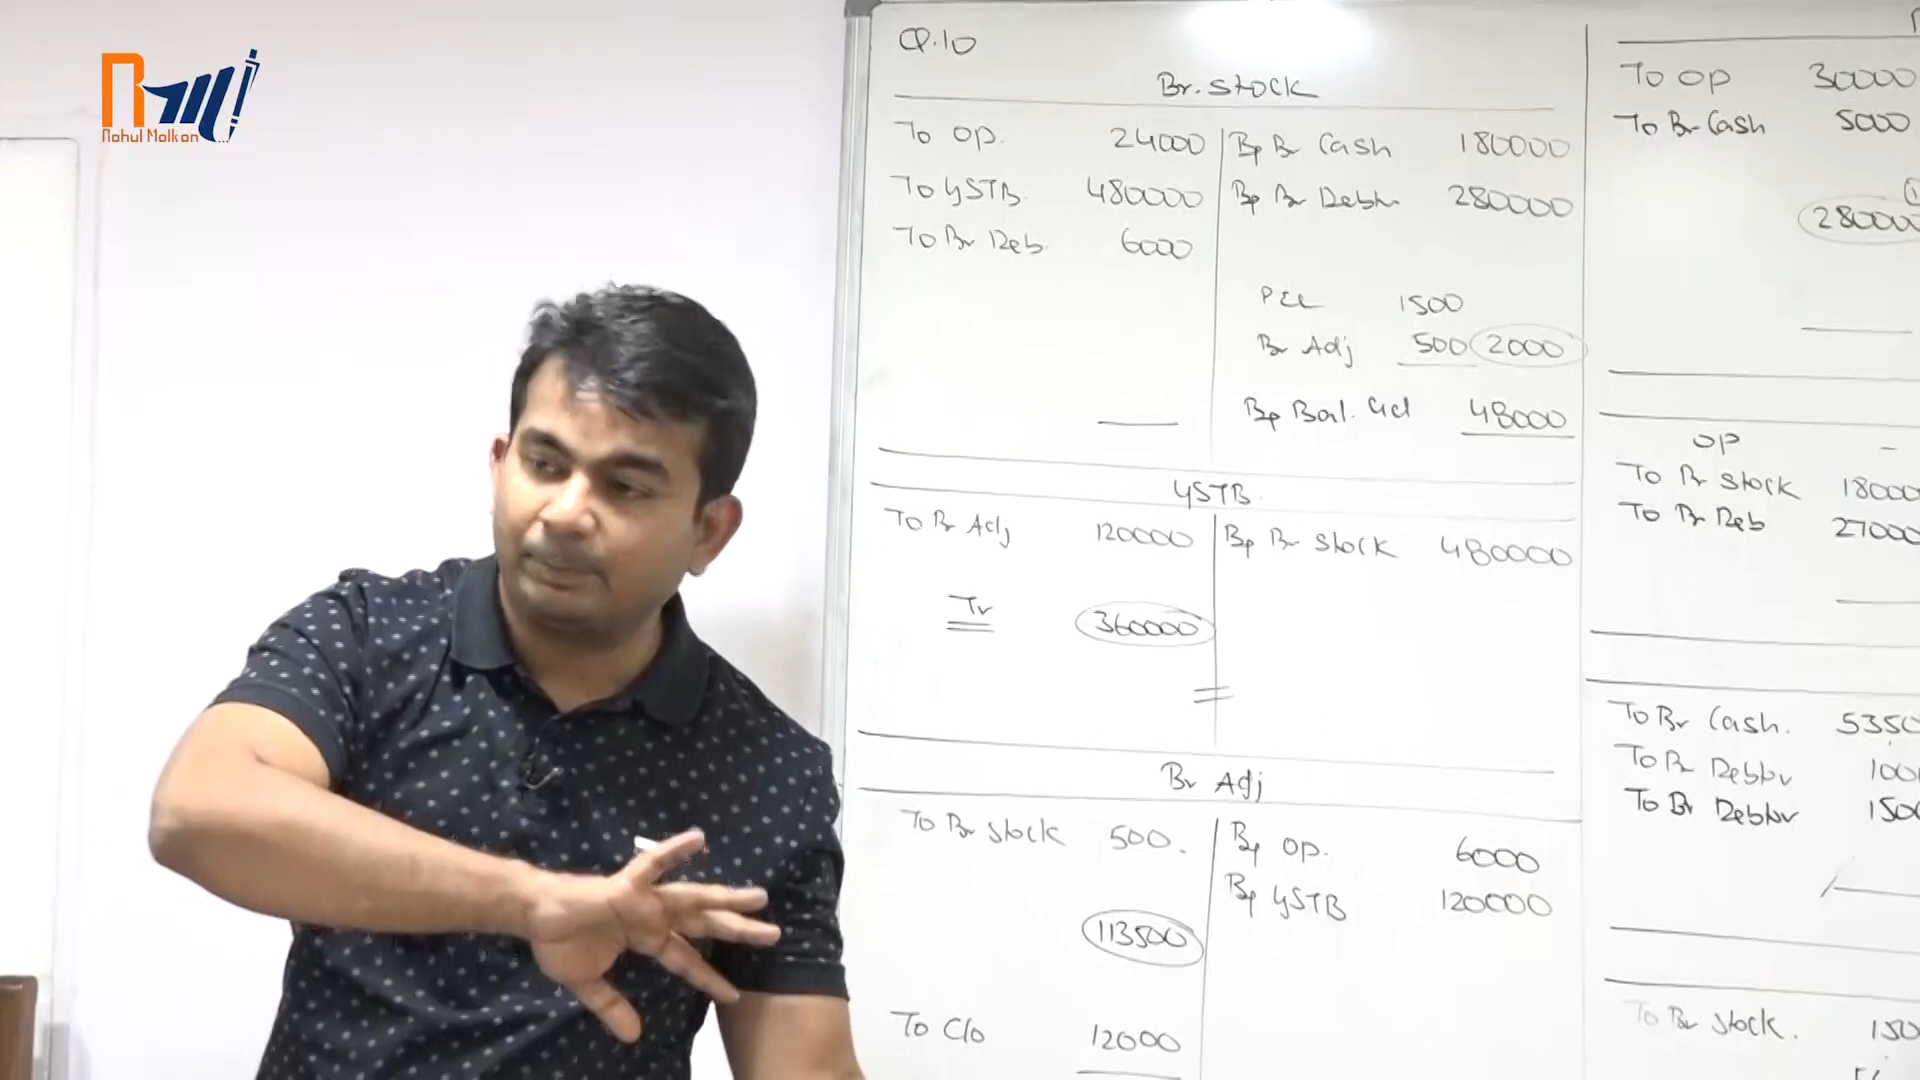 Rahul Malkan
Q.10
Br. Stock
To Op. 24000 By Br Cash 180000
To GSTB 480000 By Br Debtr 280000
To Br Deb 6000
P&L 1500
Br Adj 500 2000
By Bal. c/d 48000
GSTB
To Br Adj 120000 By Br Stock 480000
Tr 360000
Br Adj
To Br Stock 500. By Op. 6000
By GSTB 120000
113500
To Clo 12000
To Op 30000
To Br Cash 5000
28000
Op -
To Br Stock 18000
To Br Deb 27000
To Br Cash. 5350
To Br Debtr 100
To Br Debtr 150
To Br Stock. 150